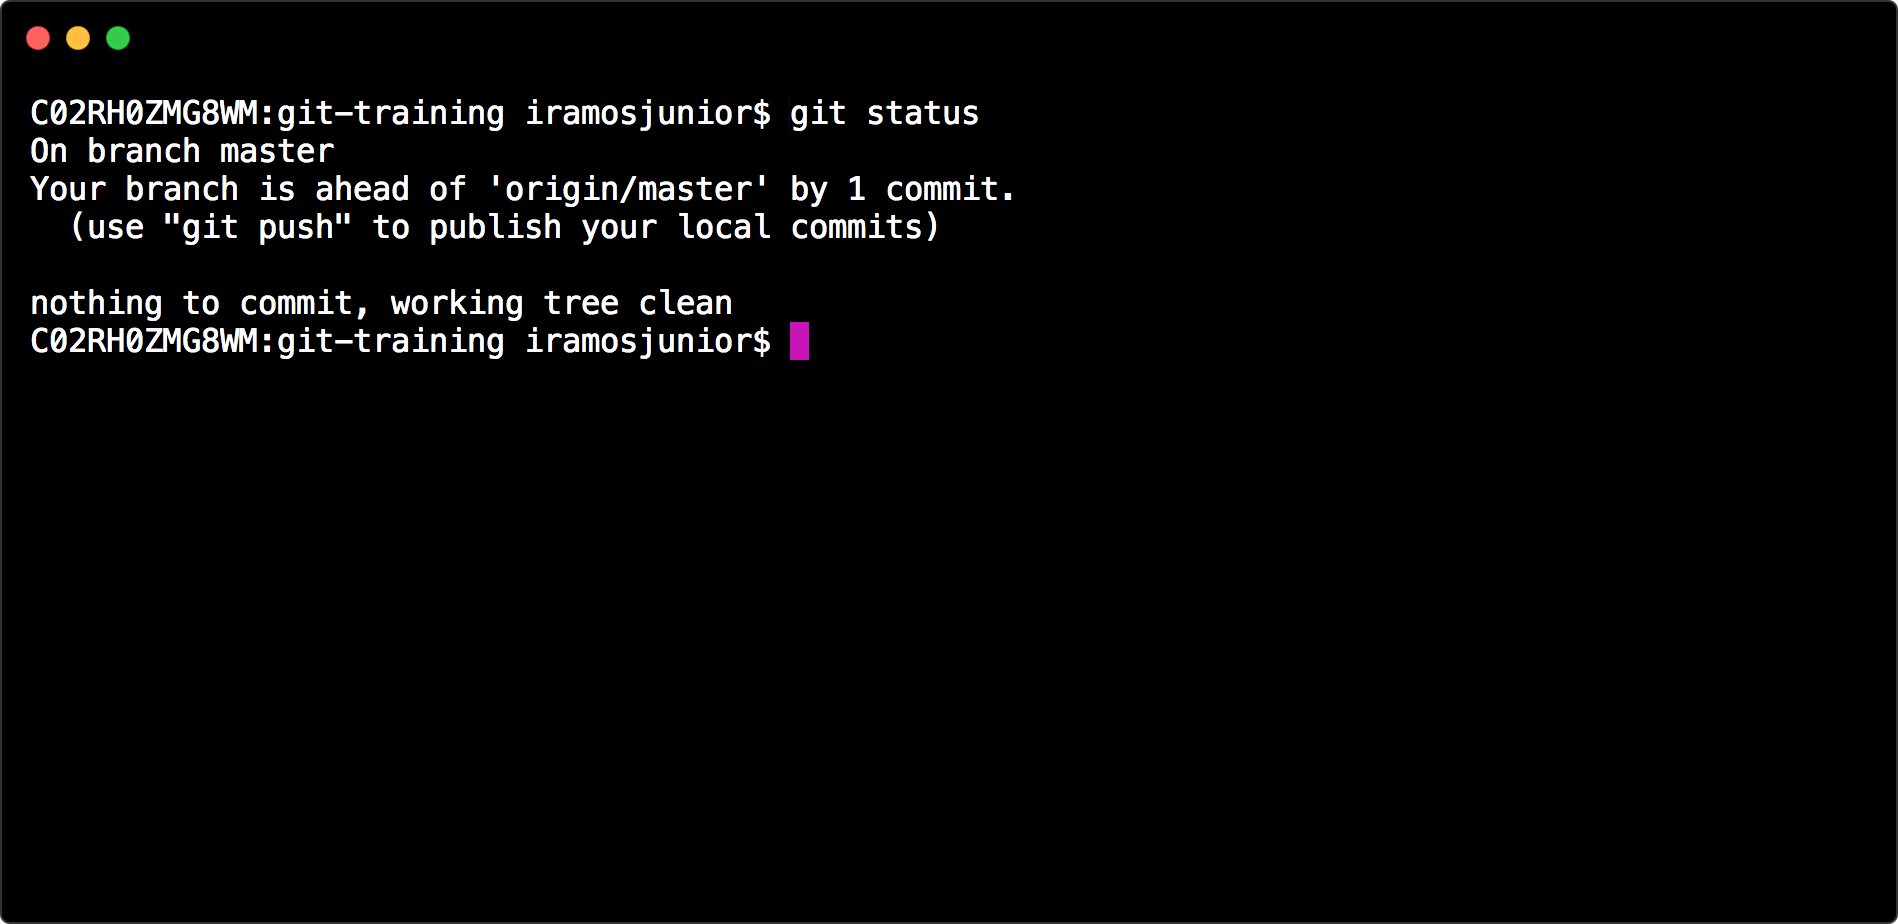 C02RH0ZMG8WM:git-training iramosjunior$ git status
On branch master
Your branch is ahead of 'origin/master' by 1 commit.
  (use "git push" to publish your local commits)

nothing to commit, working tree clean
C02RH0ZMG8WM:git-training iramosjunior$